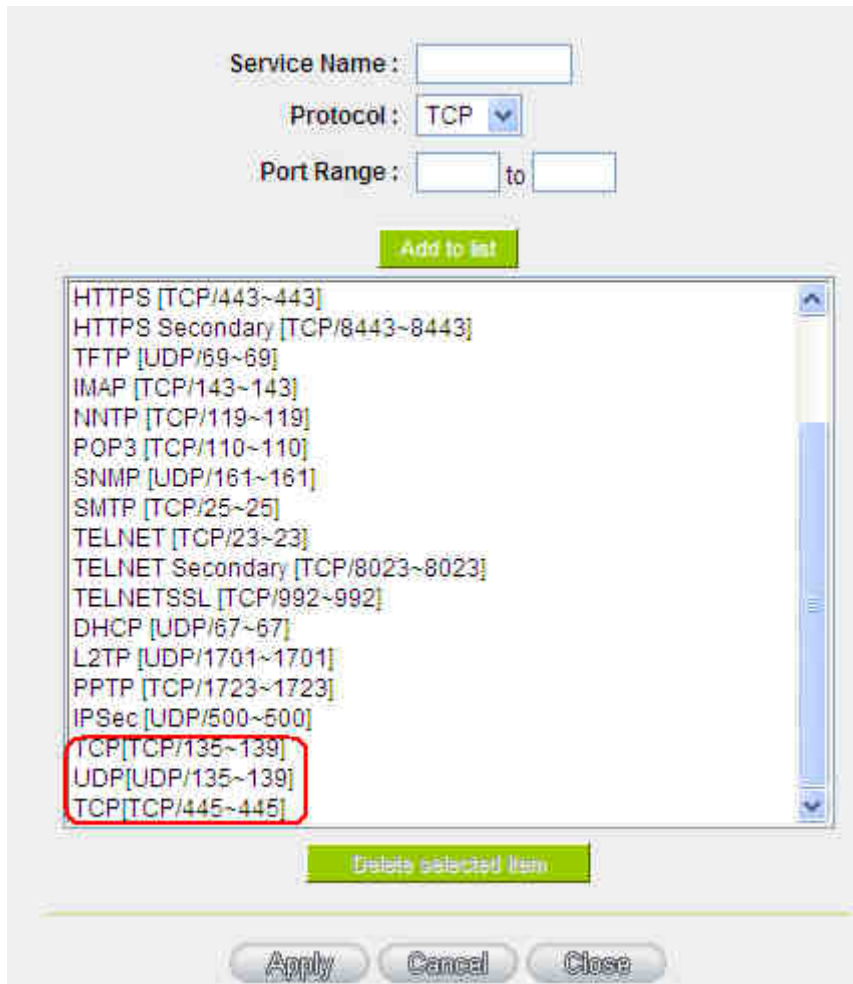 Service Name :
Protocol : TCP
Port Range : to
Add to list
HTTPS [TCP/443~443]
HTTPS Secondary [TCP/8443~8443]
TFTP [UDP/69~69]
IMAP [TCP/143~143]
NNTP [TCP/119~119]
POP3 [TCP/110~110]
SNMP [UDP/161~161]
SMTP [TCP/25~25]
TELNET [TCP/23~23]
TELNET Secondary [TCP/8023~8023]
TELNETSSL [TCP/992~992]
DHCP [UDP/67~67]
L2TP [UDP/1701~1701]
PPTP [TCP/1723~1723]
IPSec [UDP/500~500]
TCP[TCP/135~139]
UDP[UDP/135~139]
TCP[TCP/445~445]
Delete selected item
Apply Cancel Close